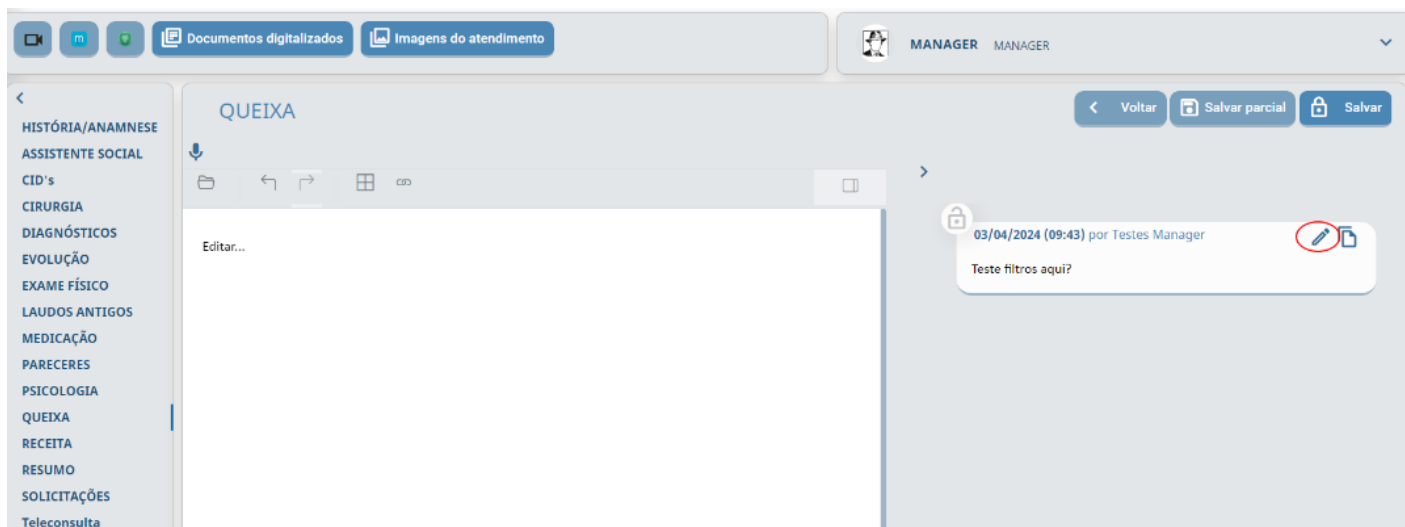 Documentos digitalizados
Imagens do atendimento
MANAGER MANAGER
HISTÓRIA/ANAMNESE
ASSISTENTE SOCIAL
CID's
CIRURGIA
DIAGNÓSTICOS
EVOLUÇÃO
EXAME FÍSICO
LAUDOS ANTIGOS
MEDICAÇÃO
PARECERES
PSICOLOGIA
QUEIXA
RECEITA
RESUMO
SOLICITAÇÕES
Teleconsulta
QUEIXA
Voltar
Salvar parcial
Salvar
Editar...
03/04/2024 (09:43) por Testes Manager
Teste filtros aqui?